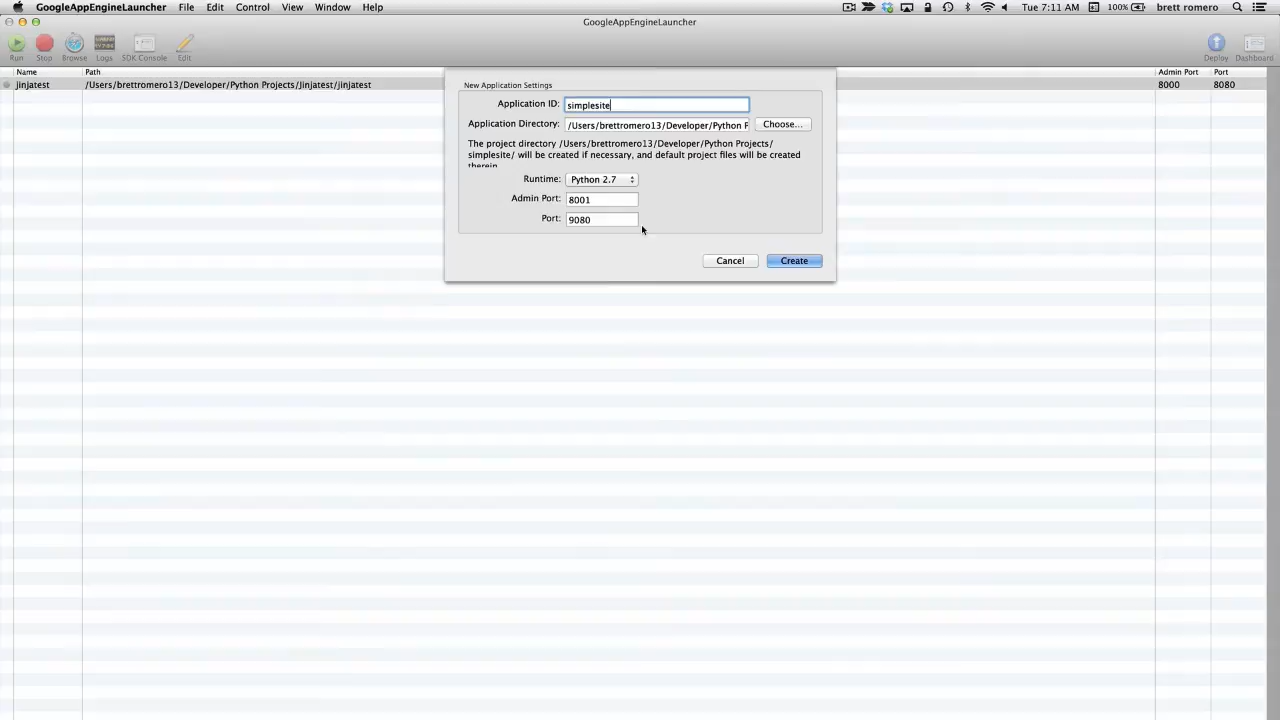 GoogleAppEngineLauncher File Edit Control View Window Help Tue 7:11 AM 100% brett romero
GoogleAppEngineLauncher
Run Stop Browse Logs SDK Console Edit Deploy Dashboard
Name Path Admin Port Port
jinjatest /Users/brettromero13/Developer/Python Projects/Jinjatest/jinjatest 8000 8080
New Application Settings
Application ID: simplesite
Application Directory: /Users/brettromero13/Developer/Python P Choose...
The project directory /Users/brettromero13/Developer/Python Projects/
simplesite/ will be created if necessary, and default project files will be created
therein.
Runtime: Python 2.7
Admin Port: 8001
Port: 9080
Cancel Create